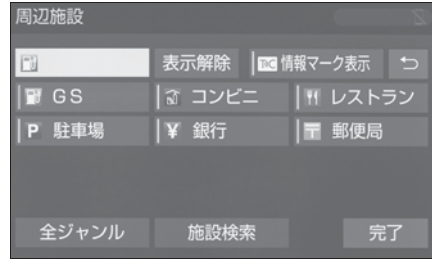 周辺施設
表示解除 TIC 情報マーク表示
GS コンビニ レストラン
P 駐車場 ¥ 銀行 〒 郵便局
全ジャンル 施設検索 完了